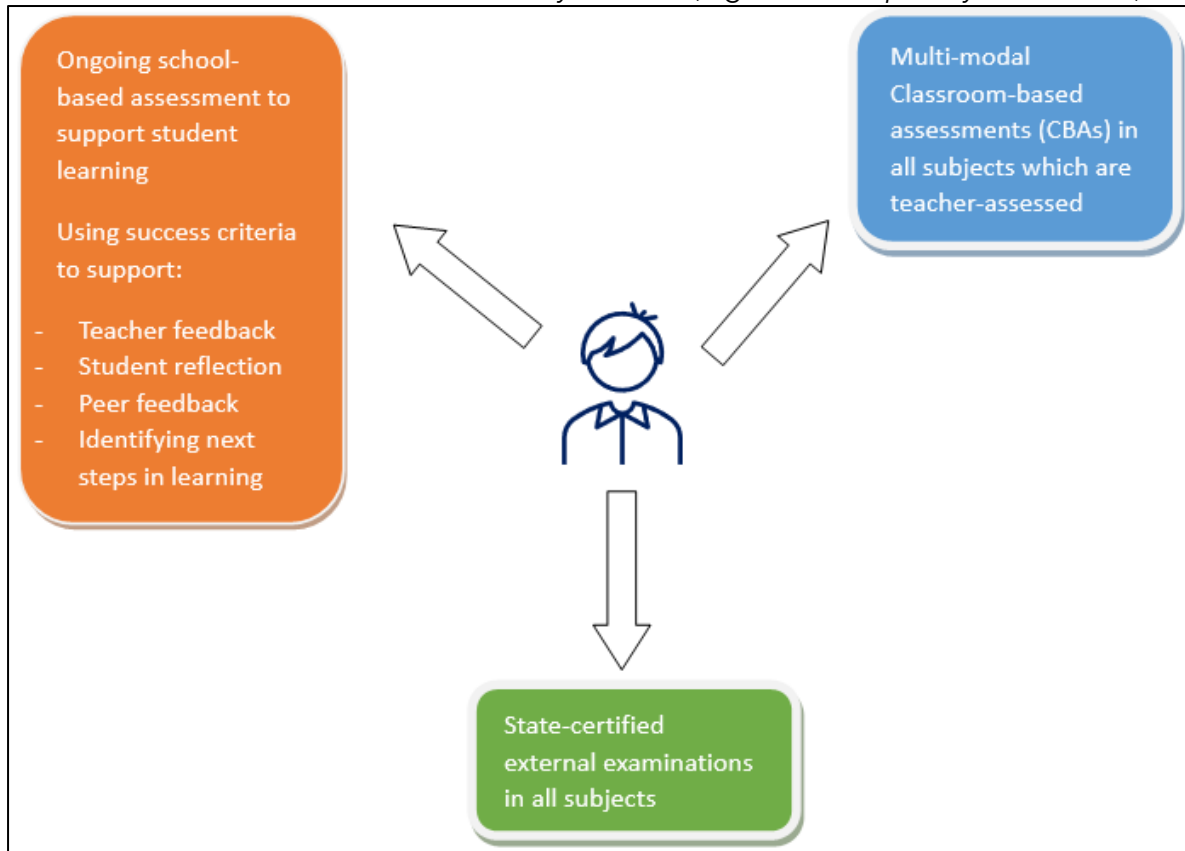 Ongoing school-
based assessment to
support student
learning
Using success criteria
to support:
- Teacher feedback
- Student reflection
- Peer feedback
- Identifying next
steps in learning
Multi-modal
Classroom-based
assessments (CBAs) in
all subjects which are
teacher-assessed
State-certified
external examinations
in all subjects